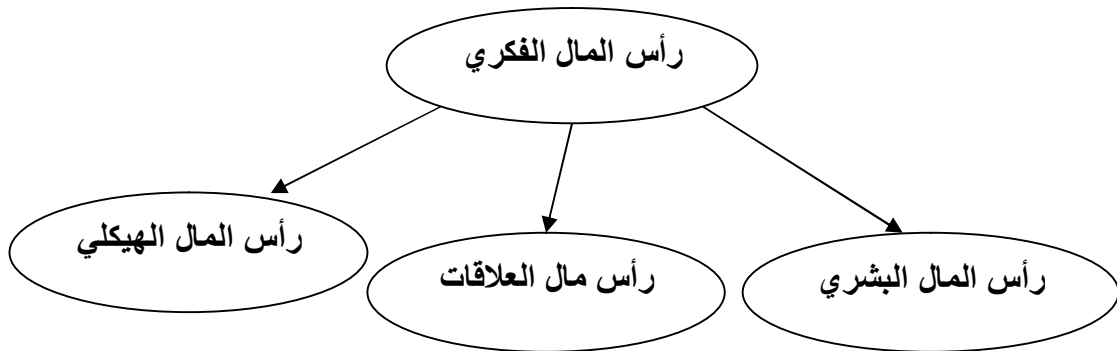 رأس المال الفكري
رأس المال البشري
رأس مال العلاقات
رأس المال الهيكلي